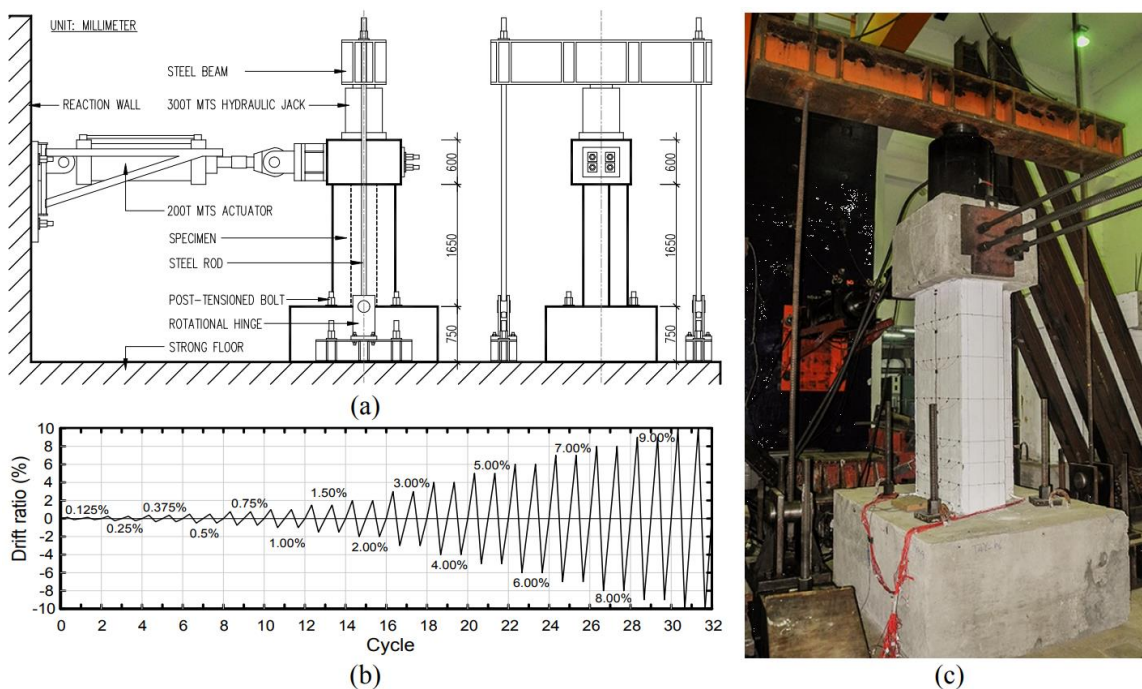 UNIT: MILLIMETER
STEEL BEAM
REACTION WALL
300T MTS HYDRAULIC JACK
600
600
200T MTS ACTUATOR
SPECIMEN
STEEL ROD
1650
1650
POST-TENSIONED BOLT
ROTATIONAL HINGE
750
750
STRONG FLOOR
(a)
Drift ratio (%)
10
8
6
4
2
0
-2
-4
-6
-8
-10
0.125%
0.25%
0.375%
0.5%
0.75%
1.00%
1.50%
2.00%
3.00%
4.00%
5.00%
6.00%
7.00%
8.00%
9.00%
0 2 4 6 8 10 12 14 16 18 20 22 24 26 28 30 32
Cycle
(b)
(c)